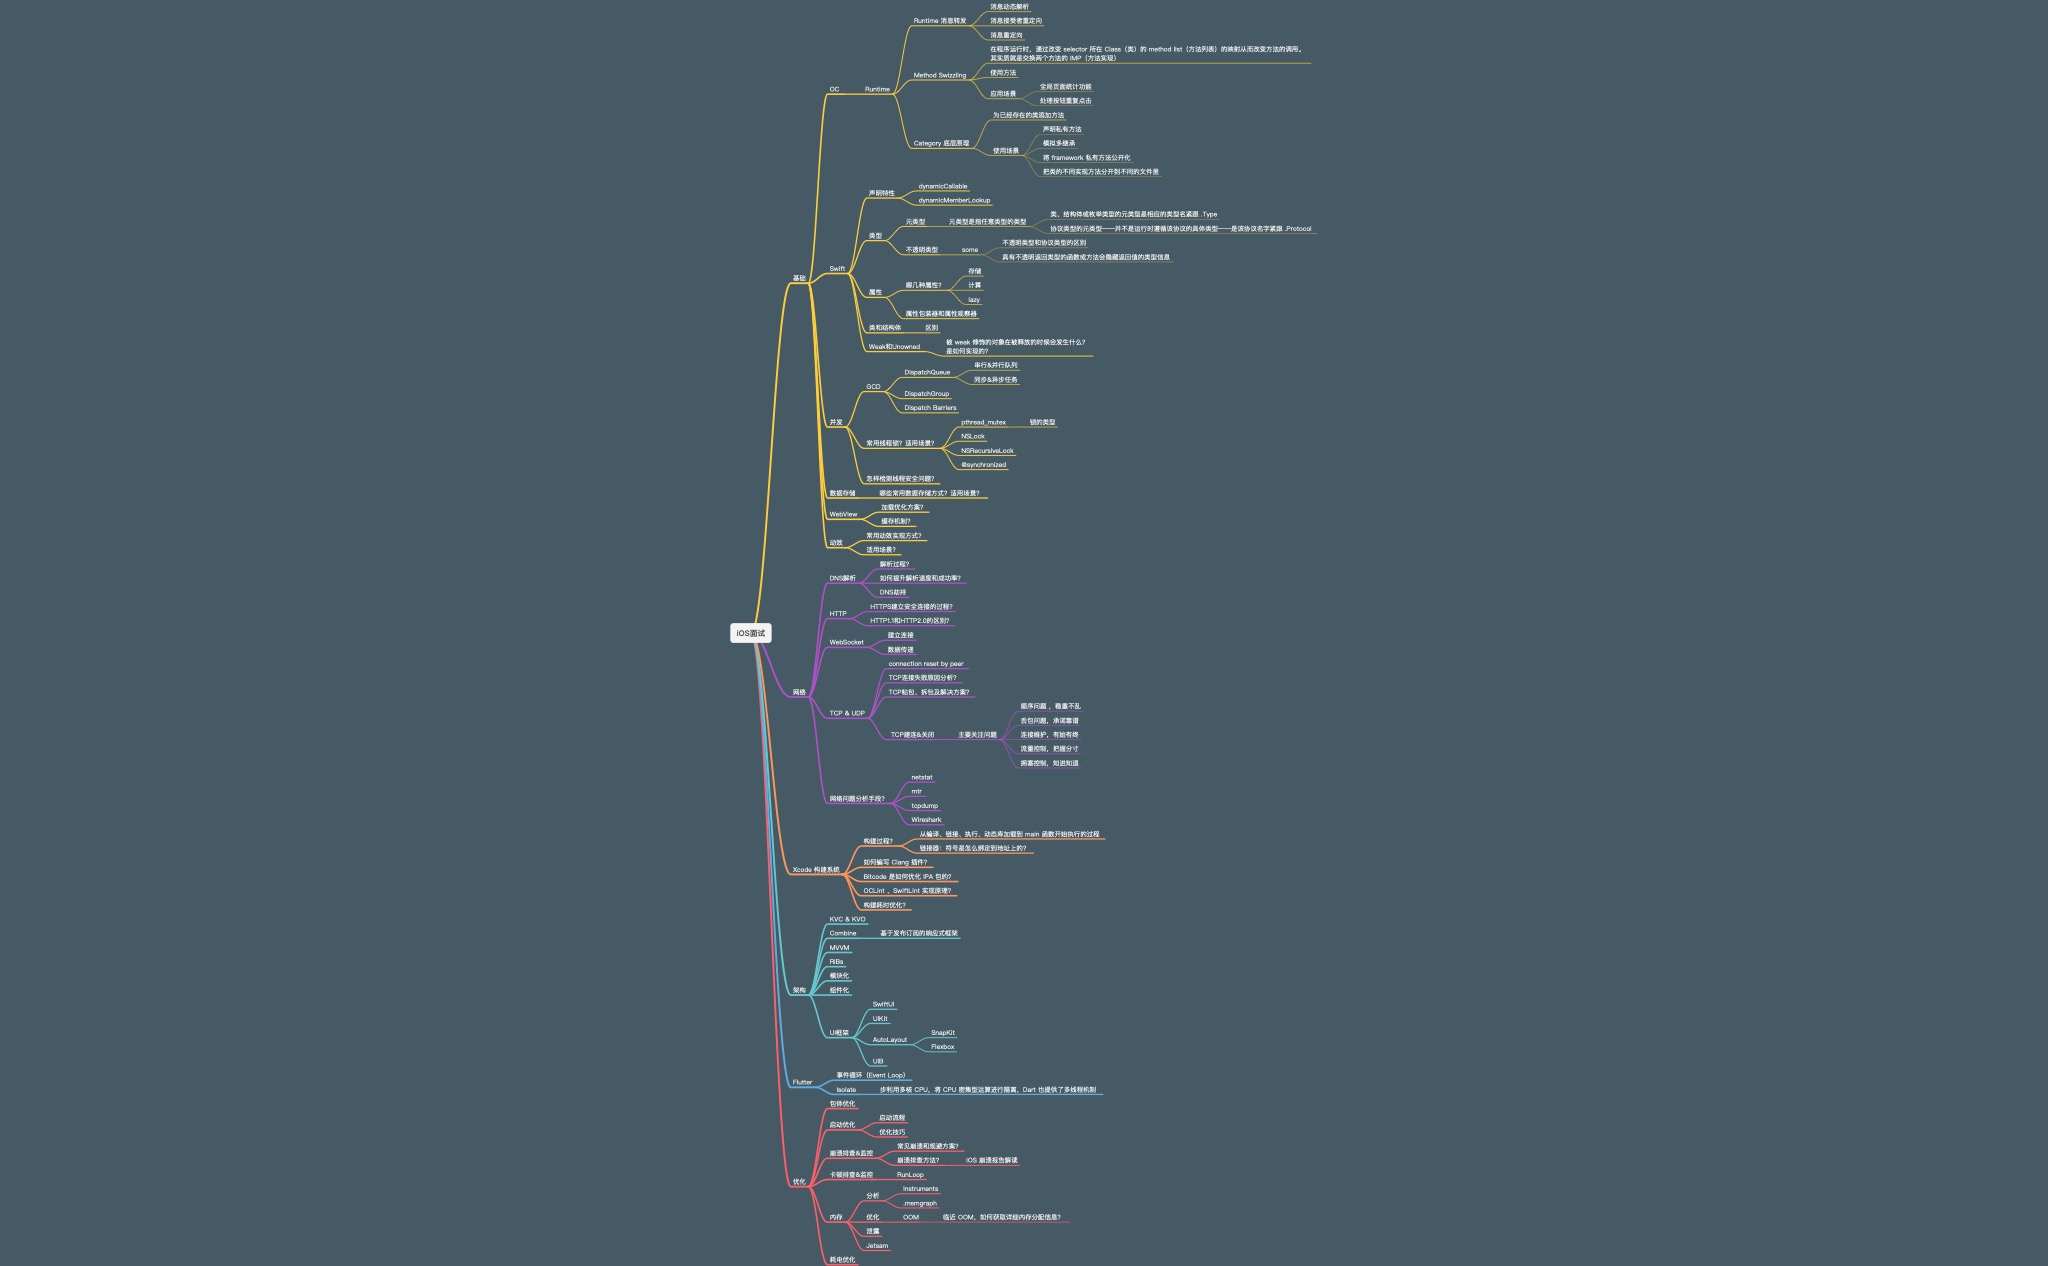 消息动态解析
Runtime 消息转发
消息接受者重定向
消息重定向
在程序运行时，通过改变 selector 所在 Class（类）的 method list（方法列表）的映射从而改变方法的调用。
其实质就是交换两个方法的 IMP（方法实现）
Method Swizzling
使用方法
OC
Runtime
全局页面统计功能
应用场景
处理按钮重复点击
为已经存在的类添加方法
声明私有方法
Category 底层原理
模拟多继承
使用场景
将 framework 私有方法公开化
把类的不同实现方法分开到不同的文件里
dynamicCallable
声明特性
dynamicMemberLookup
类、结构体或枚举类型的元类型是相应的类型名紧跟 .Type
元类型
元类型是指任意类型的类型
协议类型的元类型——并不是运行时遵循该协议的具体类型——是该协议名字紧跟 .Protocol
类型
不透明类型和协议类型的区别
不透明类型
some
具有不透明返回类型的函数或方法会隐藏返回值的类型信息
Swift
基础
存储
哪几种属性？
计算
属性
lazy
属性包装器和属性观察器
类和结构体
区别
Weak和Unowned
被 weak 修饰的对象在被释放的时候会发生什么？
是如何实现的？
串行&并行队列
DispatchQueue
同步&异步任务
GCD
DispatchGroup
Dispatch Barriers
并发
pthread_mutex
锁的类型
NSLock
常用线程锁？适用场景？
NSRecursiveLock
@synchronized
怎样检测线程安全问题？
数据存储
哪些常用数据存储方式？适用场景？
加载优化方案？
WebView
缓存机制？
常用动效实现方式？
动效
适用场景？
解析过程？
DNS解析
如何提升解析速度和成功率？
DNS劫持
HTTPS建立安全连接的过程？
HTTP
HTTP1.1和HTTP2.0的区别？
iOS面试
建立连接
WebSocket
数据传递
connection reset by peer
TCP连接失败原因分析？
网络
TCP粘包、拆包及解决方案？
TCP & UDP
顺序问题 ，稳重不乱
丢包问题，承诺靠谱
TCP建连&关闭
主要关注问题
连接维护，有始有终
流量控制，把握分寸
拥塞控制，知进知退
netstat
mtr
网络问题分析手段？
tcpdump
Wireshark
从编译、链接、执行、动态库加载到 main 函数开始执行的过程
构建过程？
链接器：符号是怎么绑定到地址上的？
如何编写 Clang 插件？
Xcode 构建系统
Bitcode 是如何优化 IPA 包的？
OCLint 、SwiftLint 实现原理？
构建耗时优化？
KVC & KVO
Combine
基于发布订阅的响应式框架
MVVM
RIBs
模块化
架构
组件化
SwiftUI
UIKit
UI框架
SnapKit
AutoLayout
Flexbox
UIB
事件循环（Event Loop）
Flutter
Isolate
步利用多核 CPU，将 CPU 密集型运算进行隔离，Dart 也提供了多线程机制
包体优化
启动流程
启动优化
优化技巧
常见崩溃和规避方案？
崩溃排查&监控
崩溃排查方法？
iOS 崩溃报告解读
卡顿排查&监控
RunLoop
优化
Instruments
分析
.memgraph
内存
优化
OOM
临近 OOM，如何获取详细内存分配信息？
泄露
Jetsam
耗电优化